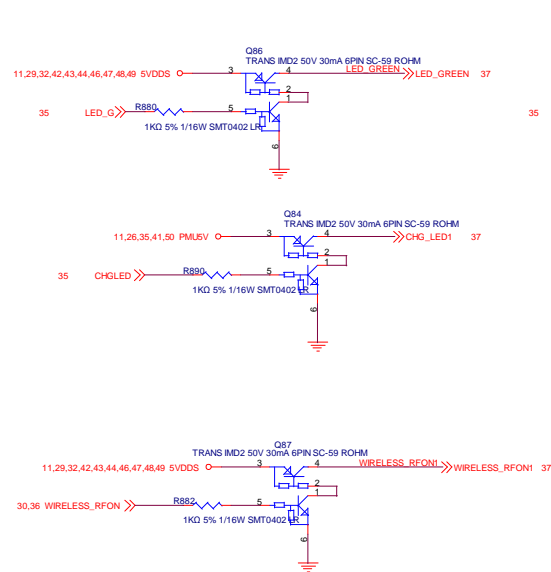 Q86
TRANS IMD2 50V 30mA 6PIN SC-59 ROHM
11,29,32,42,43,44,46,47,48,49 5VDDS 3 4 LED_GREEN LED_GREEN 37
2
1
35 LED_G R880 5 35
1KΩ 5% 1/16W SMT0402 LR
6
Q84
TRANS IMD2 50V 30mA 6PIN SC-59 ROHM
11,26,35,41,50 PMU5V 3 4 CHG_LED1 37
2
1
35 CHGLED R890 5
1KΩ 5% 1/16W SMT0402 LR
6
Q87
TRANS IMD2 50V 30mA 6PIN SC-59 ROHM
11,29,32,42,43,44,46,47,48,49 5VDDS 3 4 WIRELESS_RFON1 WIRELESS_RFON1 37
2
1
30,36 WIRELESS_RFON R882 5
1KΩ 5% 1/16W SMT0402 LR
6